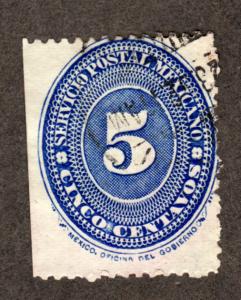 SERVICIO POSTAL MEXICANO
5
CINCO CENTAVOS
MEXICO, OFICINA DEL GOBIERNO